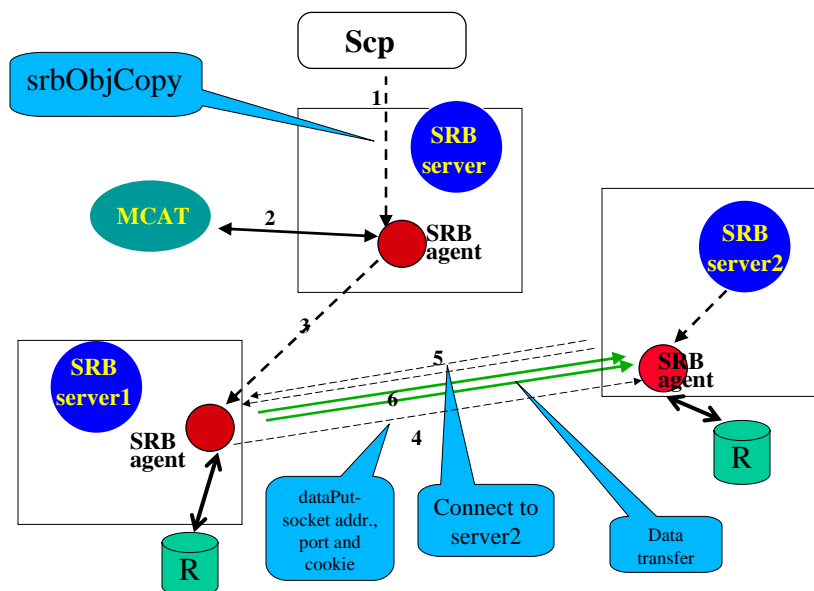 Scp
srbObjCopy
1
SRB
server
MCAT
2
SRB
agent
SRB
server2
3
SRB
server1
5
SRB
agent
6
SRB
agent
4
R
dataPut-
socket addr.,
port and
cookie
Connect to
server2
Data
transfer
R